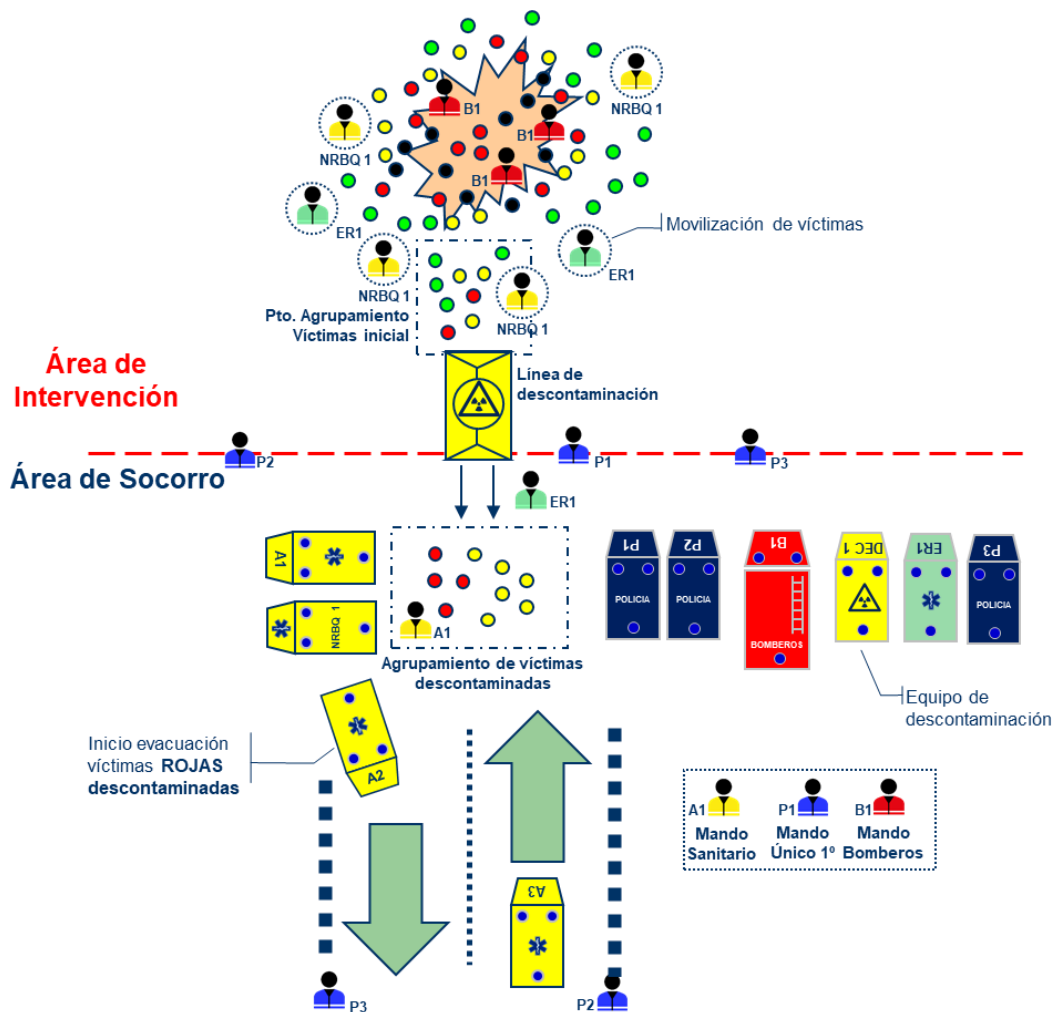 B1
NRBQ 1
B1
NRBQ 1
B1
ER1
Movilización de víctimas
ER1
NRBQ 1
NRBQ 1
Pto. Agrupamiento
Víctimas inicial
Área de
Intervención
Línea de
descontaminación
P2
P1
P3
Área de Socorro
ER1
A1
NRBQ 1
A1
Agrupamiento de víctimas
descontaminadas
P1
POLICIA
P2
POLICIA
B1
BOMBEROS
DEC 1
ER1
P3
POLICIA
Equipo de
descontaminación
Inicio evacuación
víctimas ROJAS
descontaminadas
A2
A1
Mando
Sanitario
P1
Mando
Único 1º
B1
Mando
Bomberos
A3
P3
P2